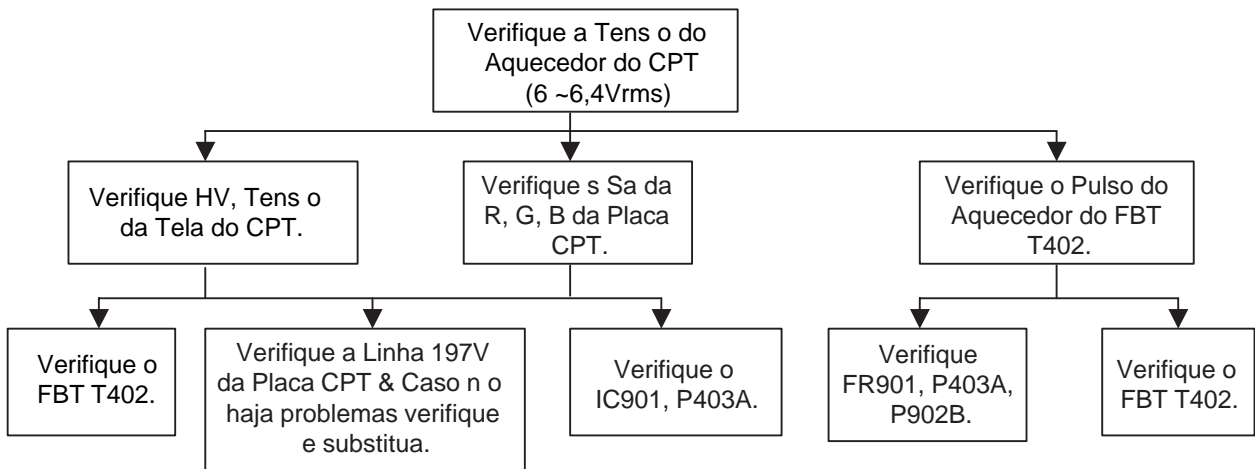 Verifique a Tens o do
Aquecedor do CPT
(6 ~6,4Vrms)
Verifique HV, Tens o
da Tela do CPT.
Verifique s Sa da
R, G, B da Placa
CPT.
Verifique o Pulso do
Aquecedor do FBT
T402.
Verifique o
FBT T402.
Verifique a Linha 197V
da Placa CPT & Caso n o
haja problemas verifique
e substitua.
Verifique o
IC901, P403A.
Verifique
FR901, P403A,
P902B.
Verifique o
FBT T402.